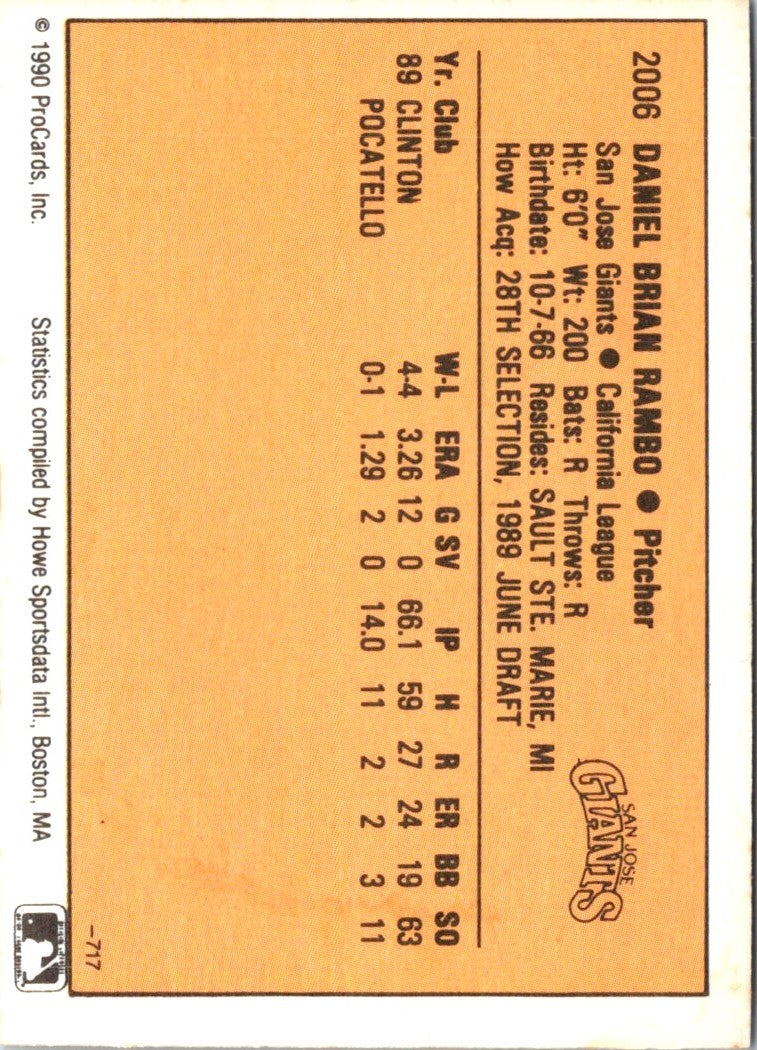 2006 DANIEL BRIAN RAMBO ● Pitcher
San Jose Giants ● California League
Ht: 6'0" Wt: 200 Bats: R Throws: R
Birthdate: 10-7-66 Resides: SAULT STE. MARIE, MI
How Acq: 28TH SELECTION, 1989 JUNE DRAFT
SAN JOSE
GIANTS
Yr. Club W-L ERA G SV IP H R ER BB SO
89 CLINTON 4-4 3.26 12 0 66.1 59 27 24 19 63
POCATELLO 0-1 1.29 2 0 14.0 11 2 2 3 11
–717
© 1990 ProCards, Inc. Statistics compiled by Howe Sportsdata Intl., Boston, MA